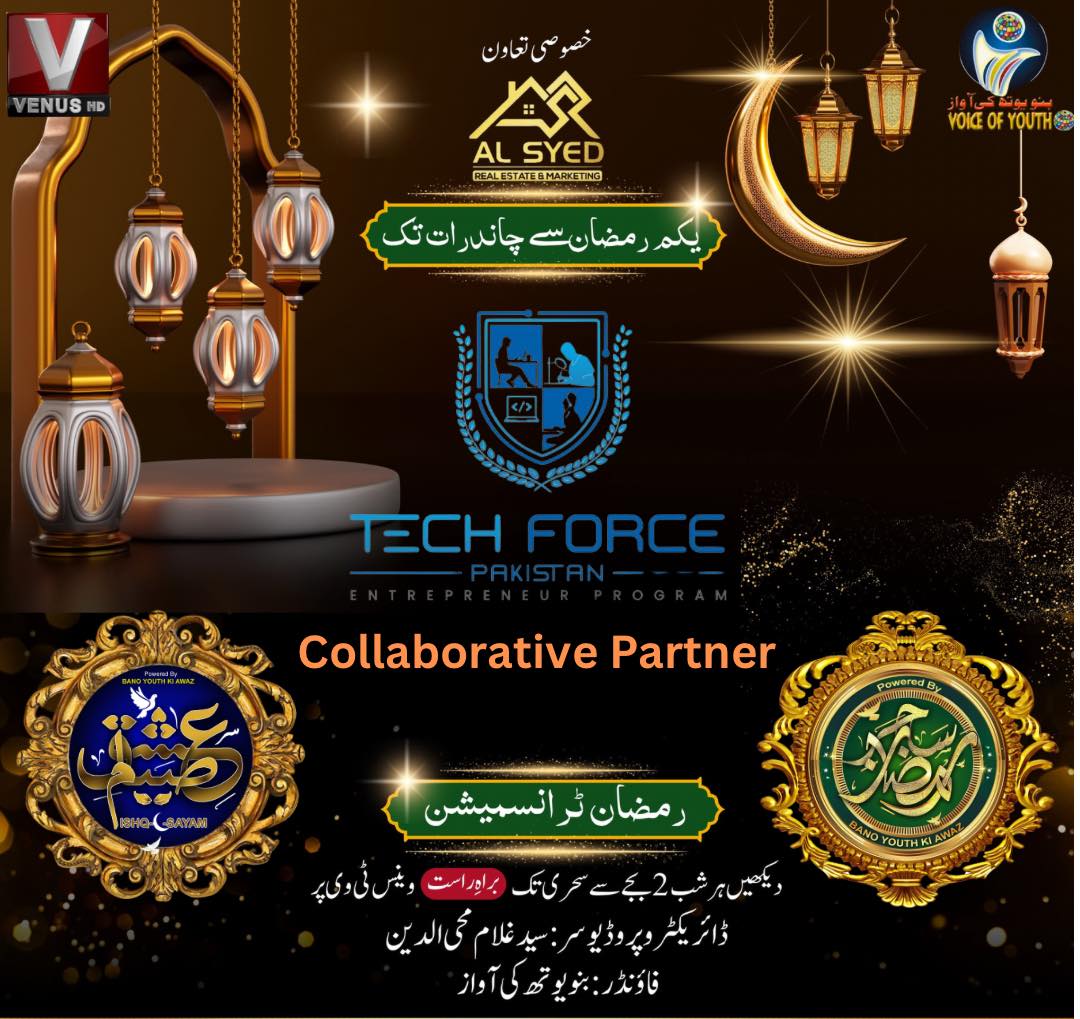 VENUS HD
خصوصی تعاون
AL SYED
REAL ESTATE & MARKETING
بنو یوتھ کی آواز
VOICE OF YOUTH
یکم رمضان سے چاند رات تک
</>
TECH FORCE
PAKISTAN
ENTREPRENEUR PROGRAM
Collaborative Partner
Powered By
BANO YOUTH KI AWAZ
عشق صیام
ISHQ-E-SAYAM
Powered By
BANO YOUTH KI AWAZ
رمضان ٹرانسمیشن
دیکھیں ہر شب 2 بجے سے سحری تک براہ راست وینس ٹی وی پر
ڈائریکٹر و پروڈیوسر: سید غلام محی الدین
فاؤنڈر: بنو یوتھ کی آواز